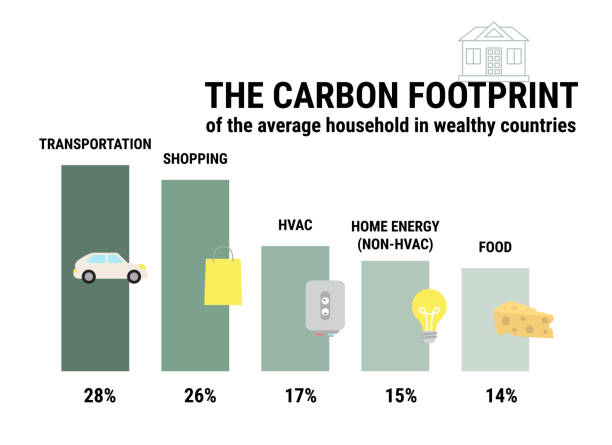 THE CARBON FOOTPRINT
of the average household in wealthy countries
TRANSPORTATION
SHOPPING
HVAC
HOME ENERGY
(NON-HVAC)
FOOD
28%
26%
17%
15%
14%